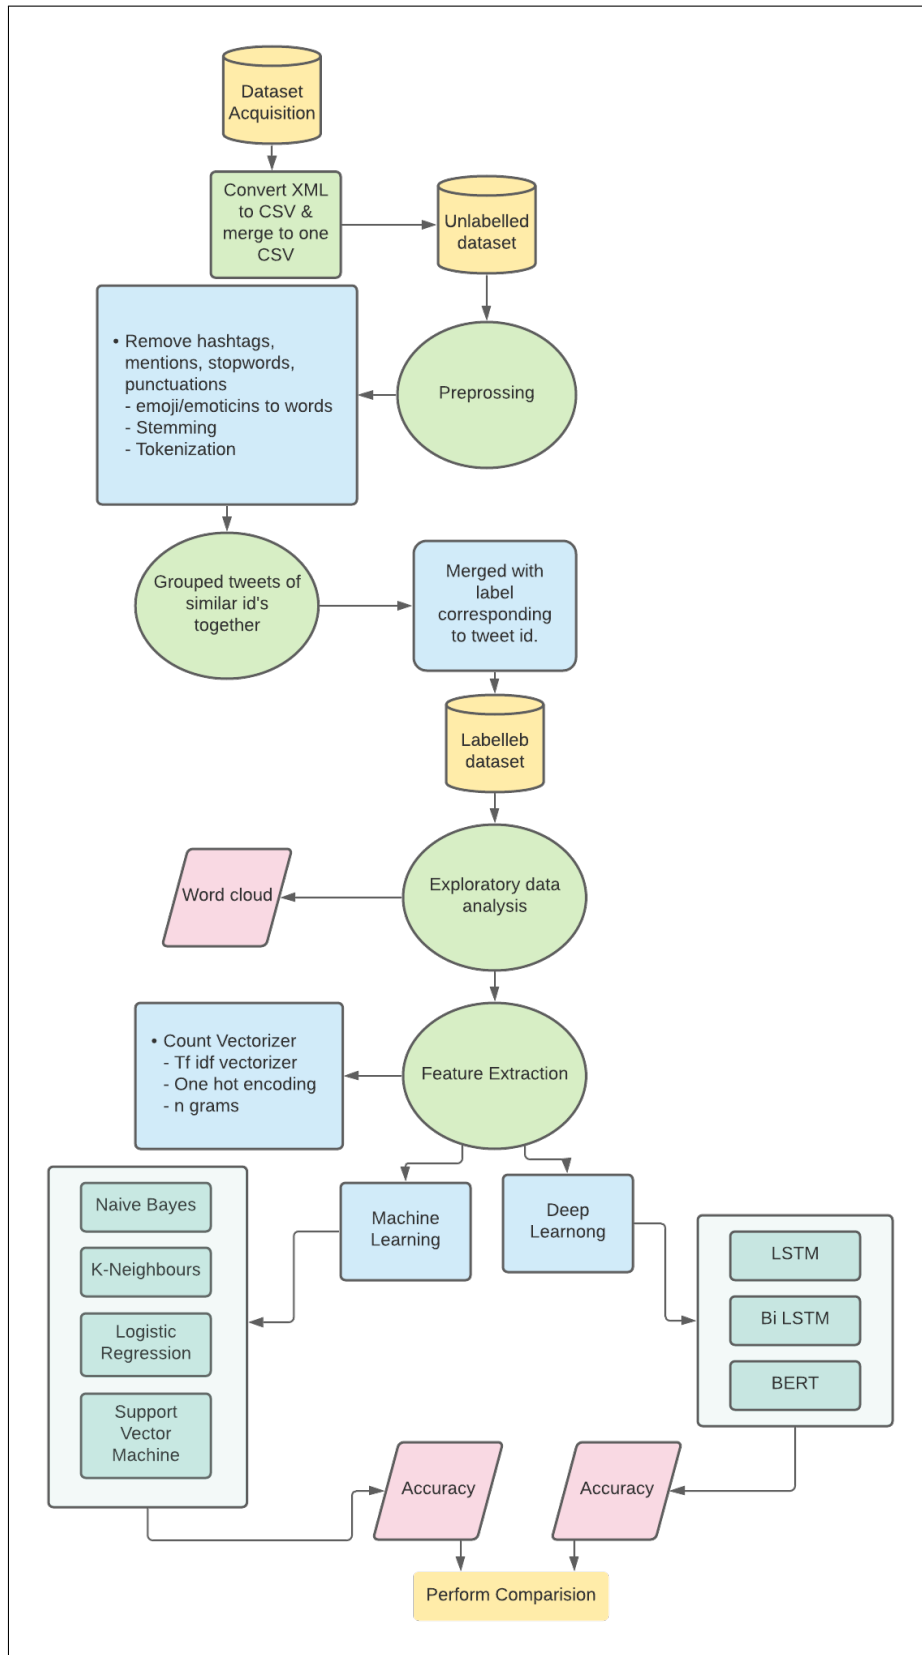 Dataset
Acquisition
Convert XML
to CSV &
merge to one
CSV
Unlabelled
dataset
Preprossing
• Remove hashtags,
mentions, stopwords,
punctuations
- emoji/emoticins to words
- Stemming
- Tokenization
Grouped tweets of
similar id's
together
Merged with
label
corresponding
to tweet id.
Labelleb
dataset
Exploratory data
analysis
Word cloud
Feature Extraction
• Count Vectorizer
- Tf idf vectorizer
- One hot encoding
- n grams
Machine
Learning
Deep
Learnong
Naive Bayes
K-Neighbours
Logistic
Regression
Support
Vector
Machine
LSTM
Bi LSTM
BERT
Accuracy
Accuracy
Perform Comparision